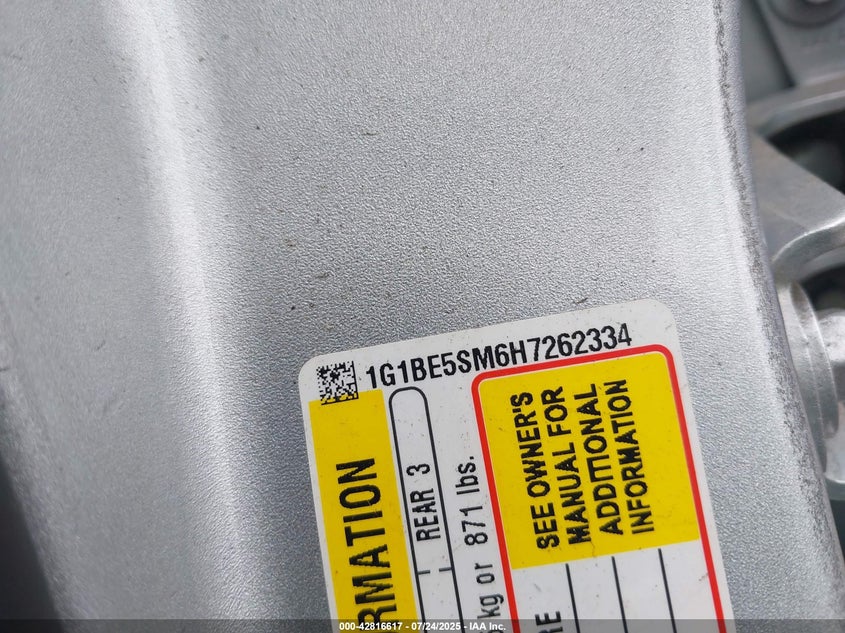 1G1BE5SM6H7262334
RMATION
REAR 3
kg or 871 lbs.
SEE OWNER'S
MANUAL FOR
ADDITIONAL
INFORMATION
RE
000-42816617 - 07/24/2025 - IAA Inc.